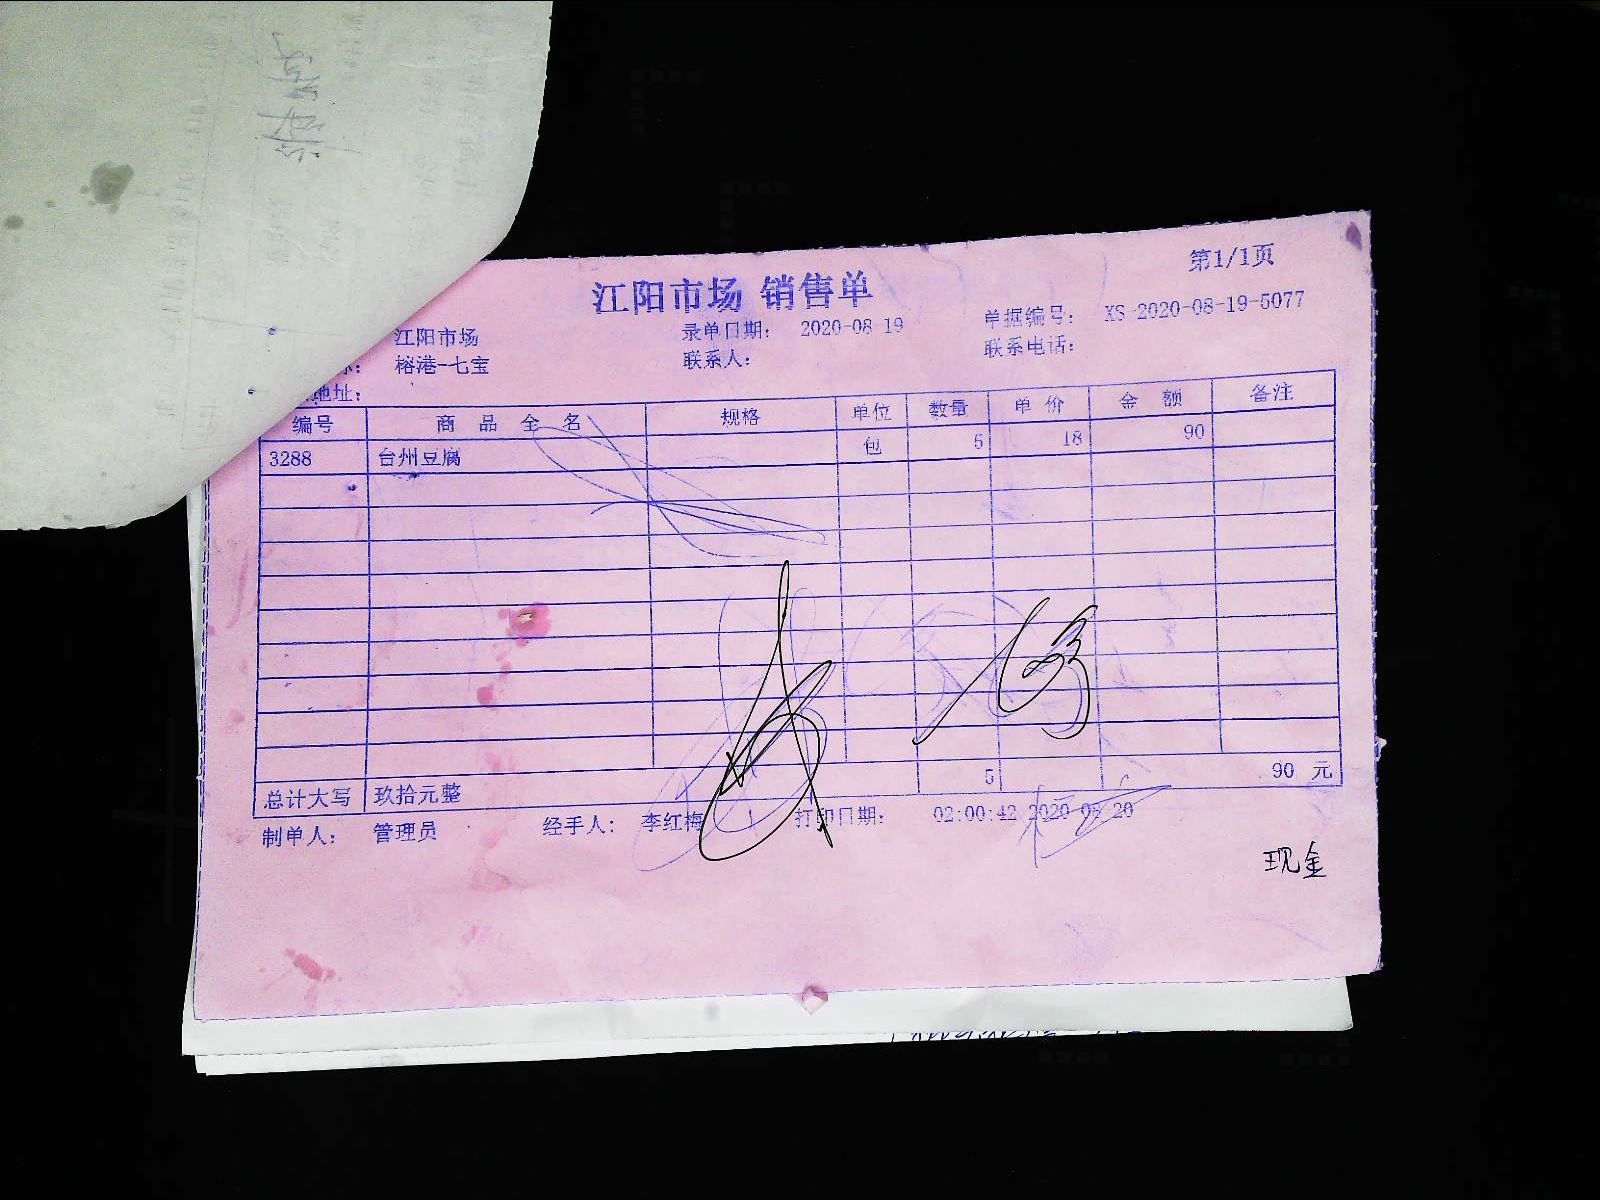 第1/1页
江阳市场 销售单
江阳市场 录单日期: 2020-08-19 单据编号: XS-2020-08-19-5077
榕港-七宝 联系人: 联系电话:
地址:
编号 商品全名 规格 单位 数量 单价 金额 备注
3288 台州豆腐 包 5 18 90
总计大写 玖拾元整 5 90 元
制单人: 管理员 经手人: 李红梅 打印日期: 02:00:42 2020-08-20
现金